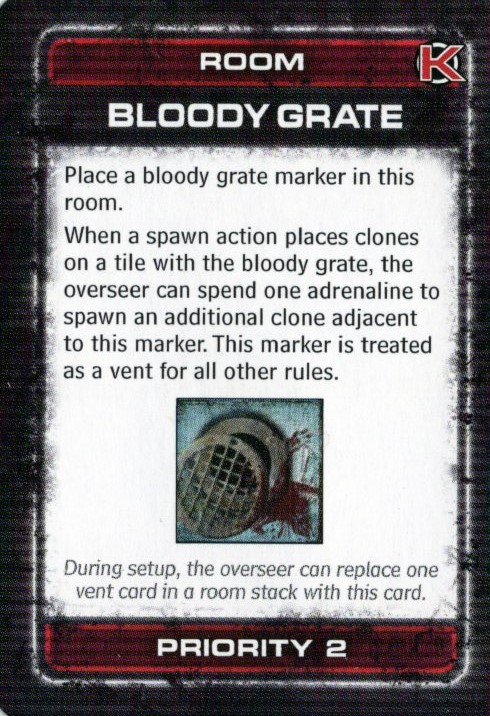 ROOM
K
BLOODY GRATE
Place a bloody grate marker in this
room.
When a spawn action places clones
on a tile with the bloody grate, the
overseer can spend one adrenaline to
spawn an additional clone adjacent
to this marker. This marker is treated
as a vent for all other rules.
During setup, the overseer can replace one
vent card in a room stack with this card.
PRIORITY 2